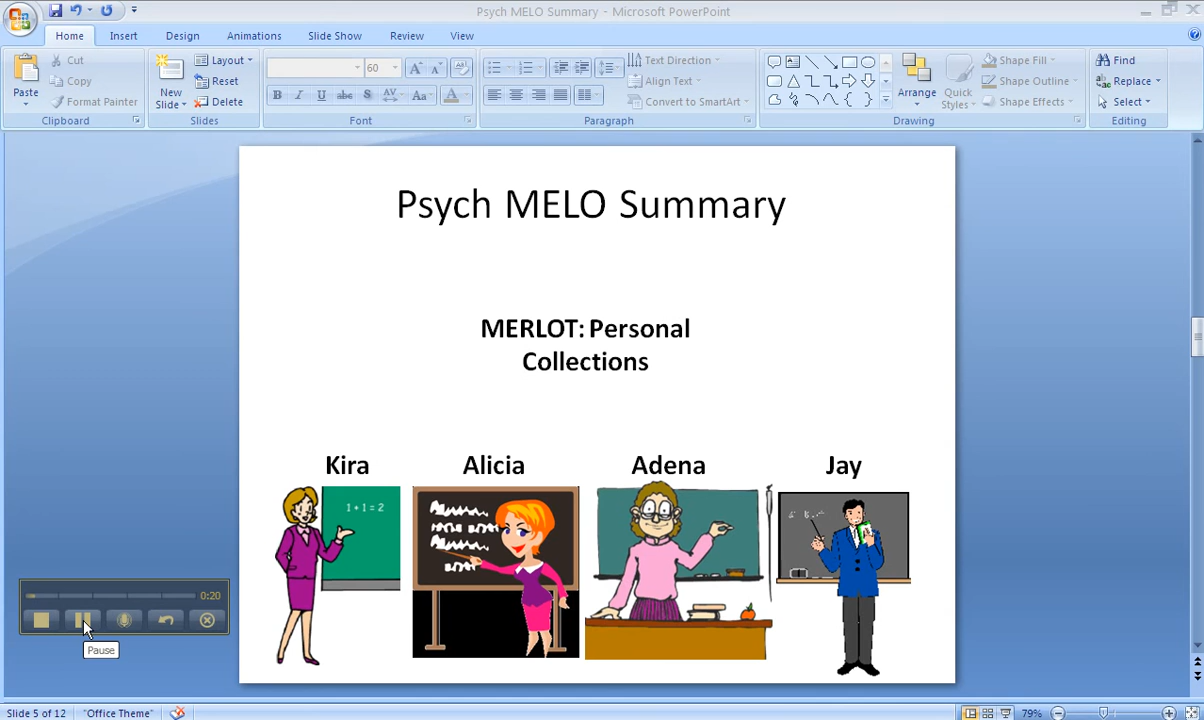 Psych MELO Summary - Microsoft PowerPoint
Home Insert Design Animations Slide Show Review View
Paste
Cut
Copy
Format Painter
Clipboard
New Slide
Layout
Reset
Delete
Slides
60
B I U abc S AV Aa A
Font
Text Direction
Align Text
Convert to SmartArt
Paragraph
Arrange
Quick Styles
Shape Fill
Shape Outline
Shape Effects
Drawing
Find
Replace
Select
Editing
Psych MELO Summary
MERLOT: Personal
Collections
Kira Alicia Adena Jay
1 + 1 = 2
0:20
Pause
Slide 5 of 12 "Office Theme" 79%